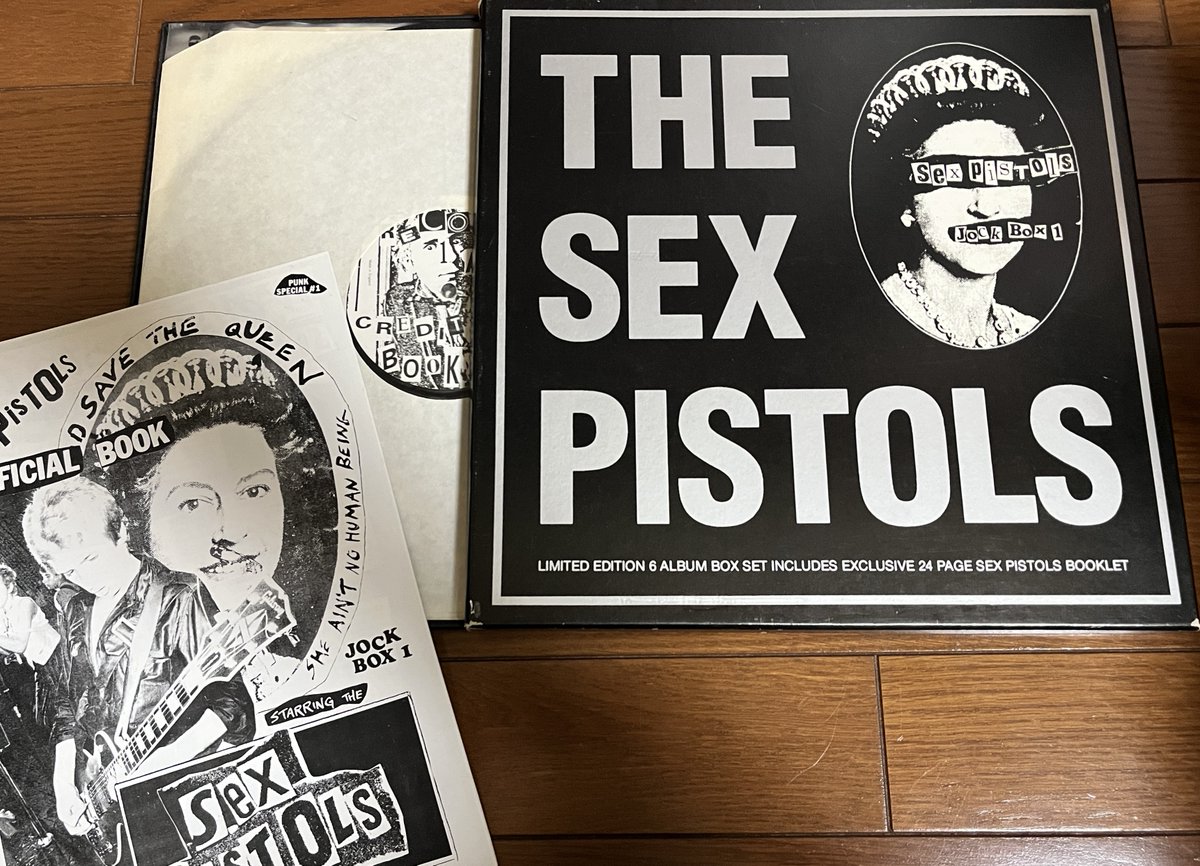 THE
SEX
PISTOLS
SEX PISTOLS
JOCK BOX 1
LIMITED EDITION 6 ALBUM BOX SET INCLUDES EXCLUSIVE 24 PAGE SEX PISTOLS BOOKLET
CREDIT
BOOK
PUNK
SPECIAL #1
PISTOLS
D SAVE THE QUEEN
FICIAL BOOK
SHE AIN'T NO HUMAN BEING
JOCK
BOX 1
STARRING THE
SEX
STOLS